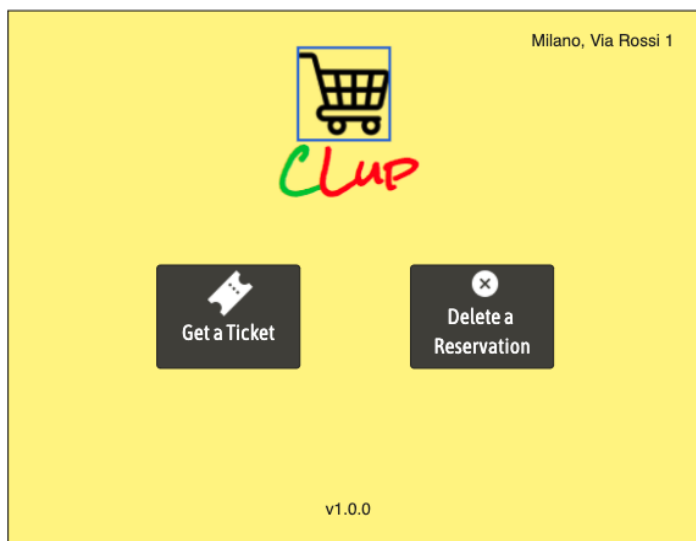 Milano, Via Rossi 1
CLup
Get a Ticket
Delete a
Reservation
v1.0.0